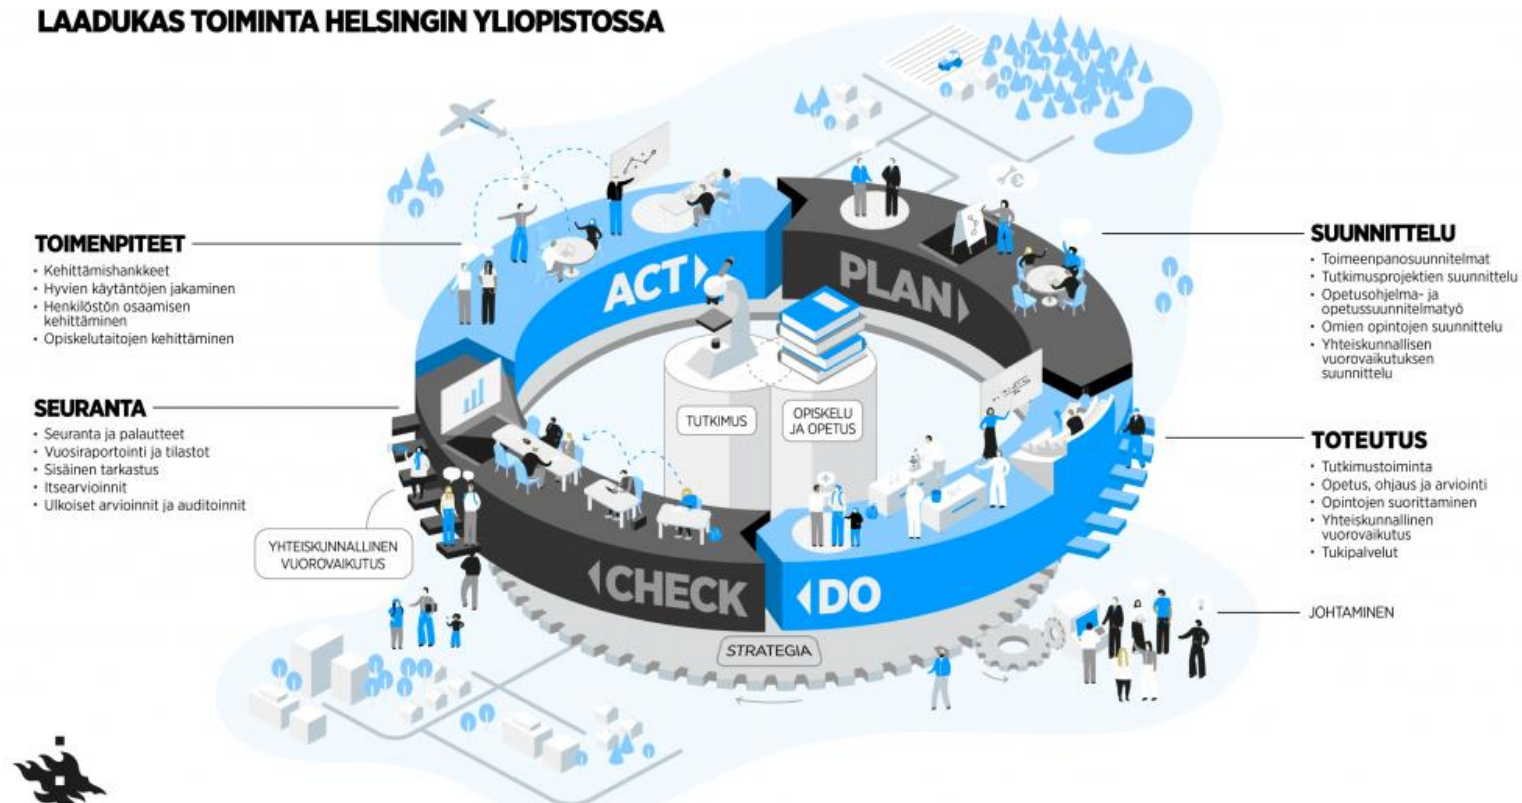 LAADUKAS TOIMINTA HELSINGIN YLIOPISTOSSA
TOIMENPITEET
• Kehittämishankkeet
• Hyvien käytäntöjen jakaminen
• Henkilöstön osaamisen
kehittäminen
• Opiskelutaitojen kehittäminen
SEURANTA
• Seuranta ja palautteet
• Vuosiraportointi ja tilastot
• Sisäinen tarkastus
• Itsearvioinnit
• Ulkoiset arvioinnit ja auditoinnit
YHTEISKUNNALLINEN
VUOROVAIKUTUS
ACT
PLAN
TUTKIMUS
OPISKELU
JA OPETUS
CHECK
DO
STRATEGIA
SUUNNITTELU
• Toimeenpanosuunnitelmat
• Tutkimusprojektien suunnittelu
• Opetusohjelma- ja
opetussuunnitelmatyö
• Omien opintojen suunnittelu
• Yhteiskunnallisen
vuorovaikutuksen
suunnittelu
TOTEUTUS
• Tutkimustoiminta
• Opetus, ohjaus ja arviointi
• Opintojen suorittaminen
• Yhteiskunnallinen
vuorovaikutus
• Tukipalvelut
JOHTAMINEN